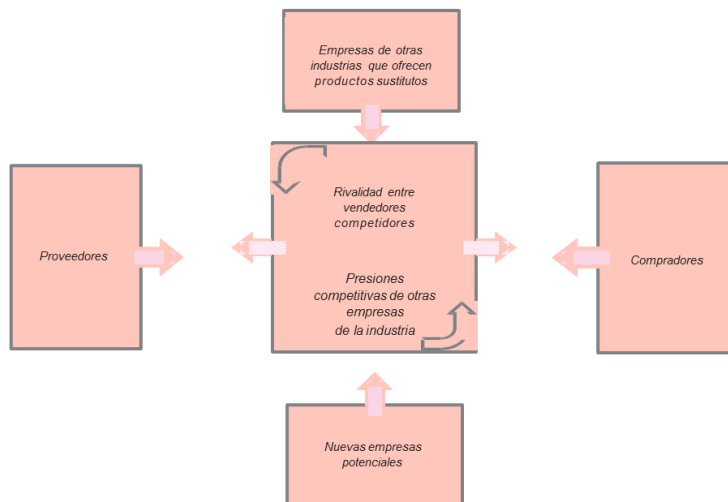 Empresas de otras
industrias que ofrecen
productos sustitutos
Rivalidad entre
vendedores
competidores
Proveedores
Compradores
Presiones
competitivas de otras
empresas
de la industria
Nuevas empresas
potenciales